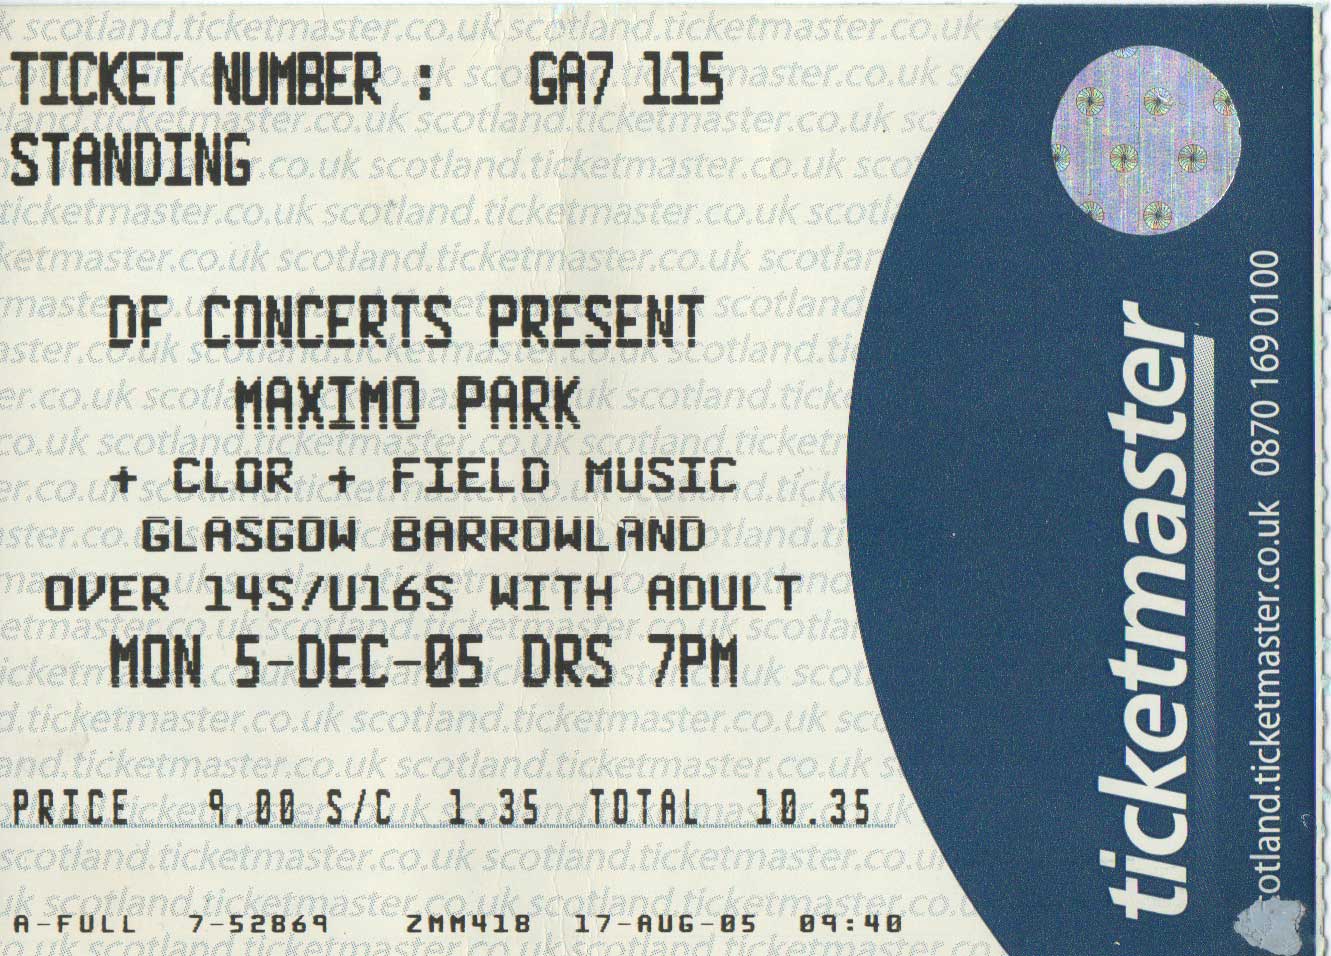 TICKET NUMBER : GA7 115
STANDING
DF CONCERTS PRESENT
MAXIMO PARK
+ CLOR + FIELD MUSIC
GLASGOW BARROWLAND
OVER 14S/U16S WITH ADULT
MON 5-DEC-05 DRS 7PM
PRICE 9.00 S/C 1.35 TOTAL 10.35
A-FULL 7-52869 ZMM418 17-AUG-05 09:40
ticketmaster
otland.ticketmaster.co.uk 0870 169 0100